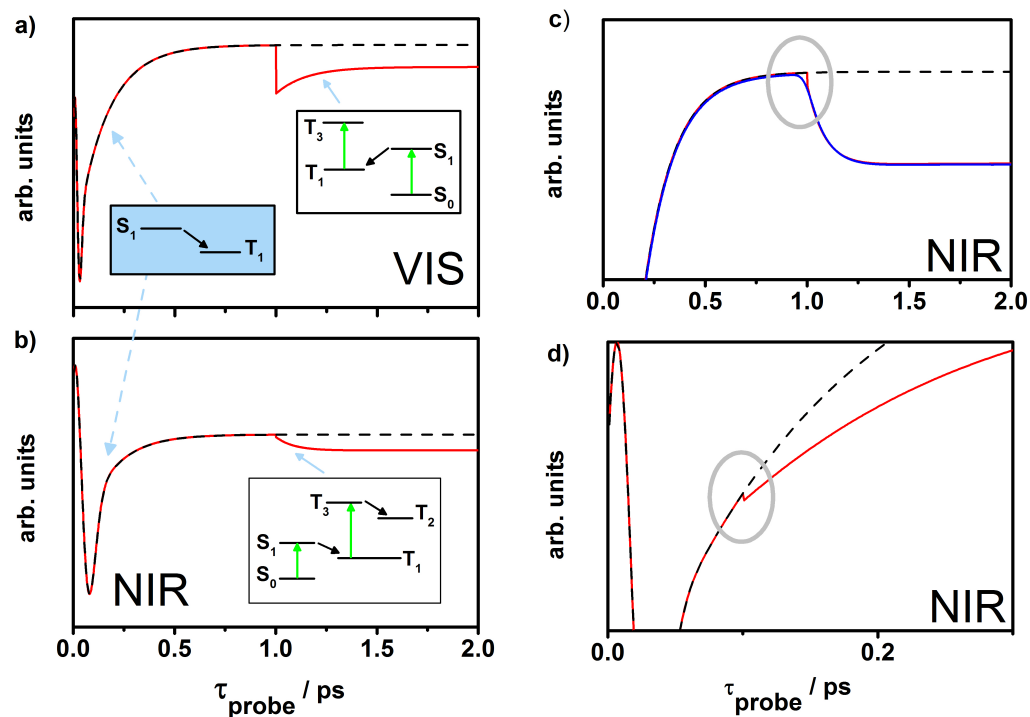 a)
arb. units
T3
T1
S1
S0
S1
T1
VIS
b)
arb. units
T3
T2
S1
T1
S0
NIR
0.0 0.5 1.0 1.5 2.0
τprobe / ps
c)
arb. units
NIR
0.0 0.5 1.0 1.5 2.0
d)
arb. units
NIR
0.0 0.2
τprobe / ps